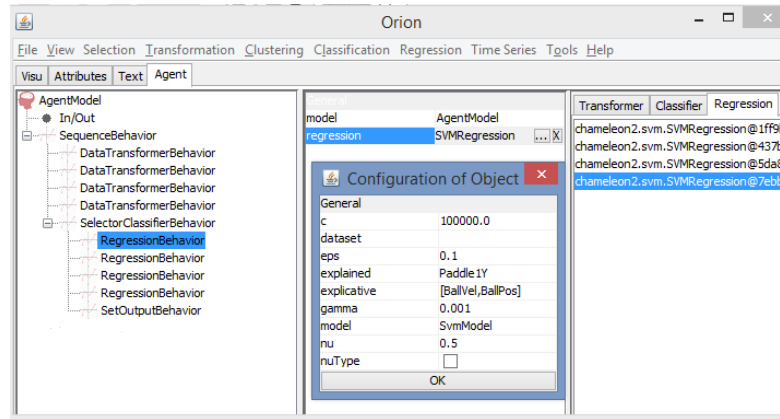 Orion
File View Selection Transformation Clustering Classification Regression Time Series Tools Help
Visu Attributes Text Agent
AgentModel
In/Out
SequenceBehavior
DataTransformerBehavior
DataTransformerBehavior
DataTransformerBehavior
DataTransformerBehavior
SelectorClassifierBehavior
RegressionBehavior
RegressionBehavior
RegressionBehavior
RegressionBehavior
SetOutputBehavior
General
model AgentModel
regression SVMRegression ... X
Configuration of Object
General
c 100000.0
dataset
eps 0.1
explained Paddle1Y
explicative [BallVel,BallPos]
gamma 0.001
model SvmModel
nu 0.5
nuType
OK
Transformer Classifier Regression
chameleon2.svm.SVMRegression@1ff9
chameleon2.svm.SVMRegression@437b
chameleon2.svm.SVMRegression@5da8
chameleon2.svm.SVMRegression@7ebb